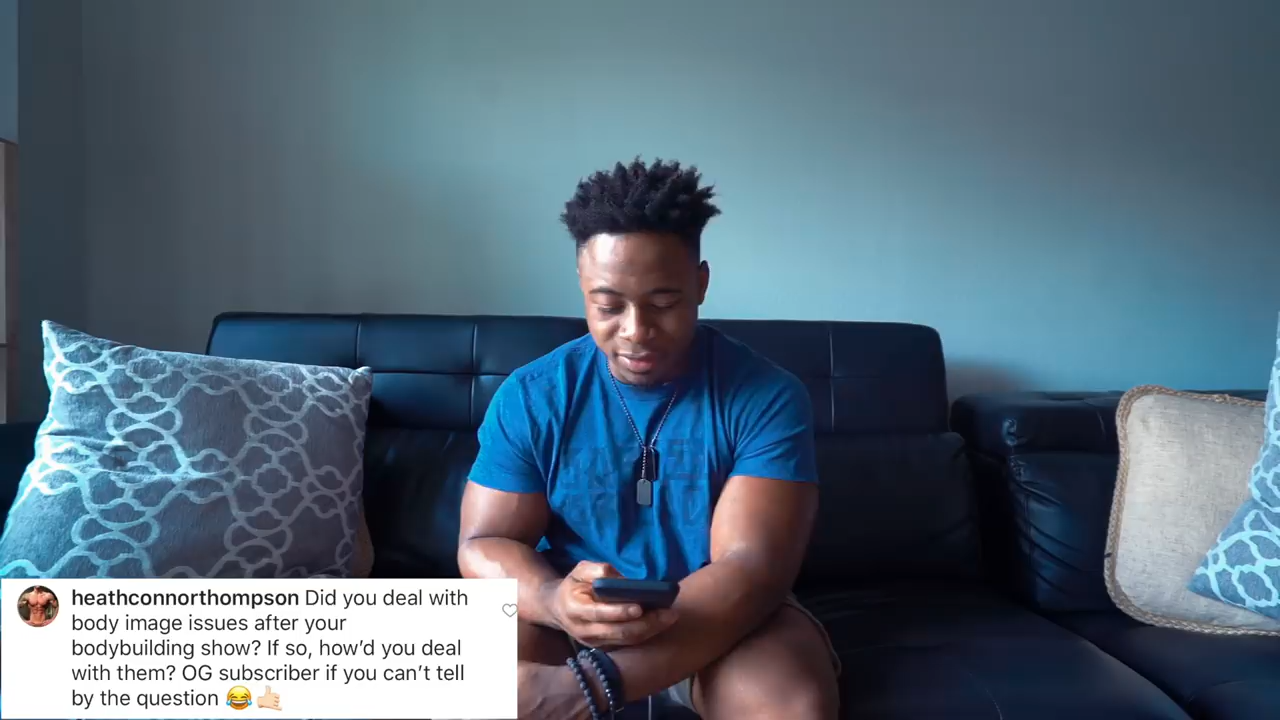 heathconnorthompson Did you deal with
body image issues after your
bodybuilding show? If so, how'd you deal
with them? OG subscriber if you can't tell
by the question 😂🤙🏻